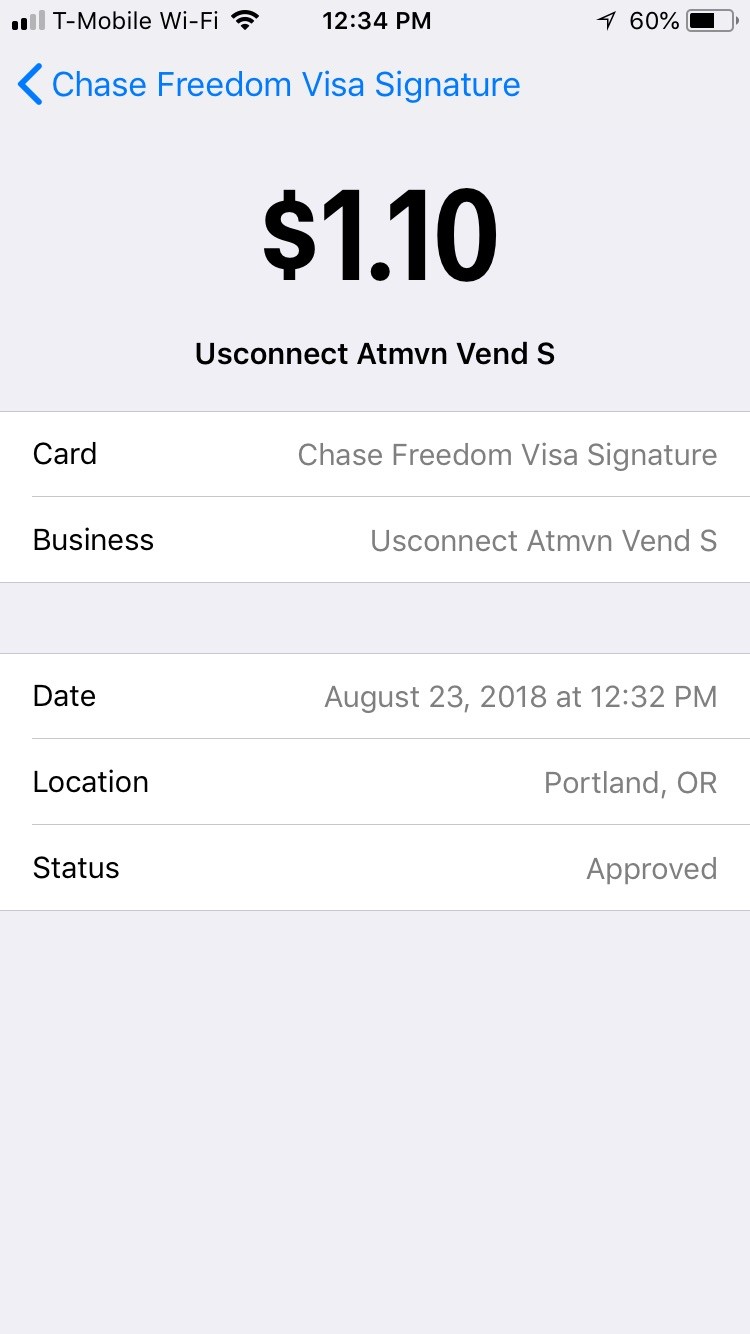 T-Mobile Wi-Fi 12:34 PM 60%
Chase Freedom Visa Signature
$1.10
Usconnect Atmvn Vend S
Card Chase Freedom Visa Signature
Business Usconnect Atmvn Vend S
Date August 23, 2018 at 12:32 PM
Location Portland, OR
Status Approved